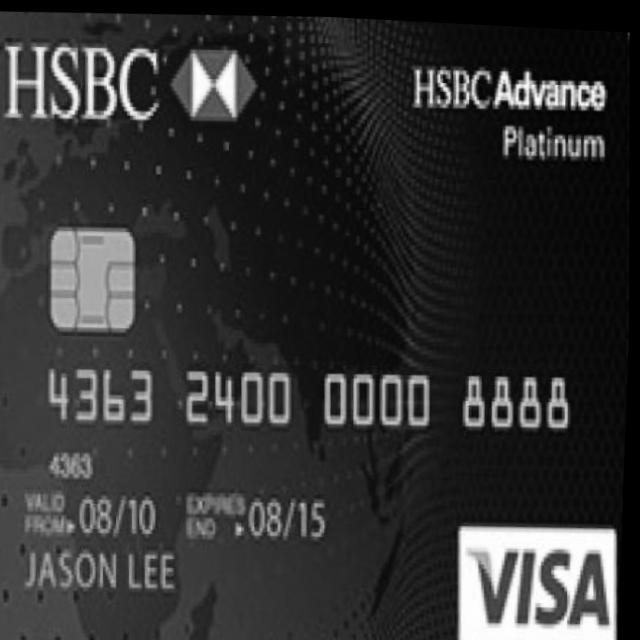 HSBC
HSBC Advance
Platinum
4363 2400 0000 8888
4363
VALID FROM 08/10 EXPIRES END 08/15
JASON LEE
VISA